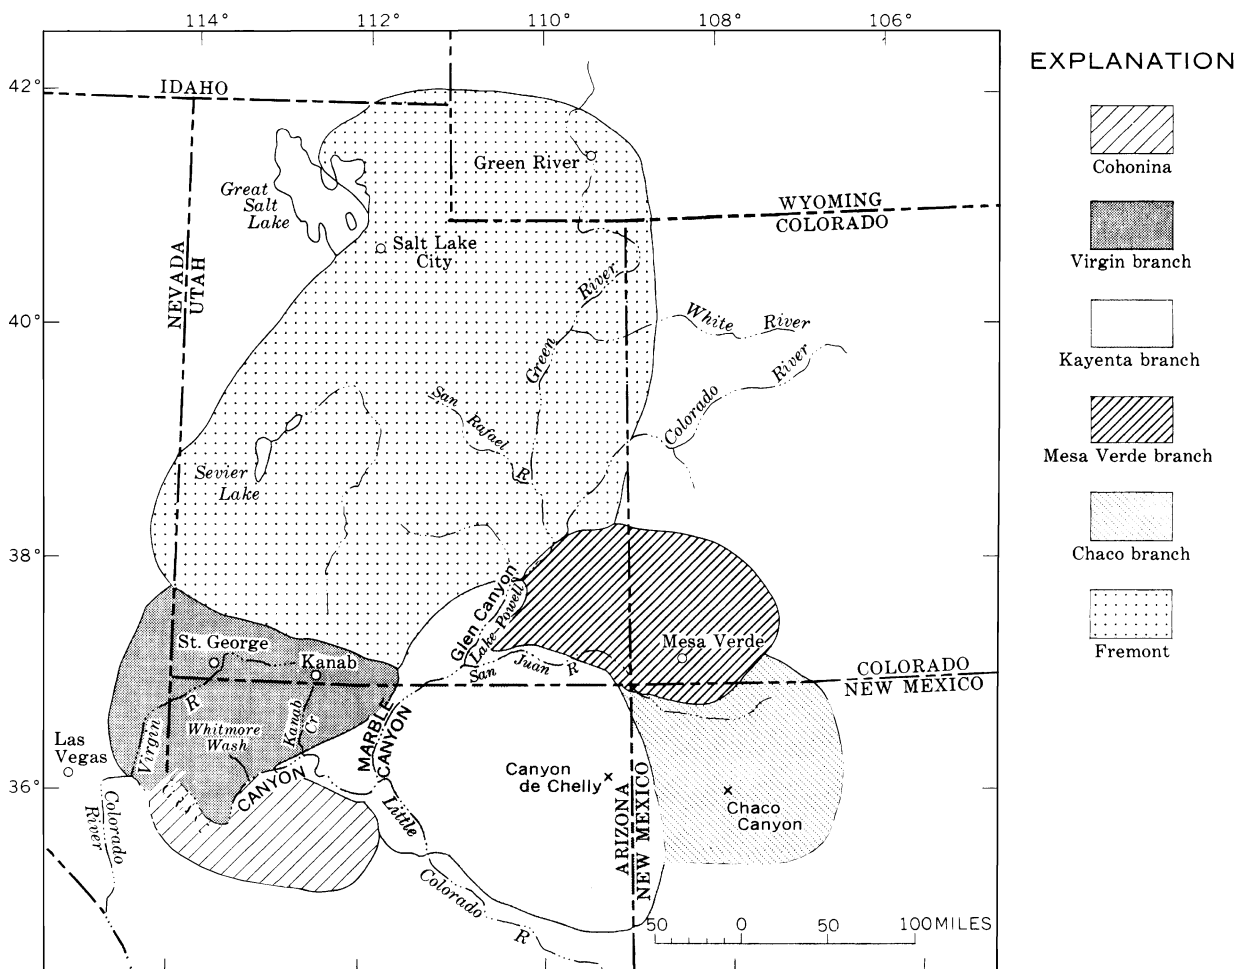 114°
112°
110°
108°
106°
EXPLANATION
42°
IDAHO
Green River
Cohonina
Great
Salt
Lake
WYOMING
COLORADO
Salt Lake
City
Virgin branch
NEVADA
UTAH
River
40°
White River
Green
Kayenta branch
Colorado River
San Rafael R
Mesa Verde branch
Sevier
Lake
Chaco branch
38°
Glen Canyon
Lake Powell
St. George
Kanab
Mesa Verde
Fremont
San Juan R
COLORADO
NEW MEXICO
Virgin R
Whitmore
Wash
Kanab
Cr
MARBLE
CANYON
Las
Vegas
36°
CANYON
Canyon
de Chelly
Chaco
Canyon
Colorado
River
Little Colorado R
ARIZONA
NEW MEXICO
50 0 50 100 MILES